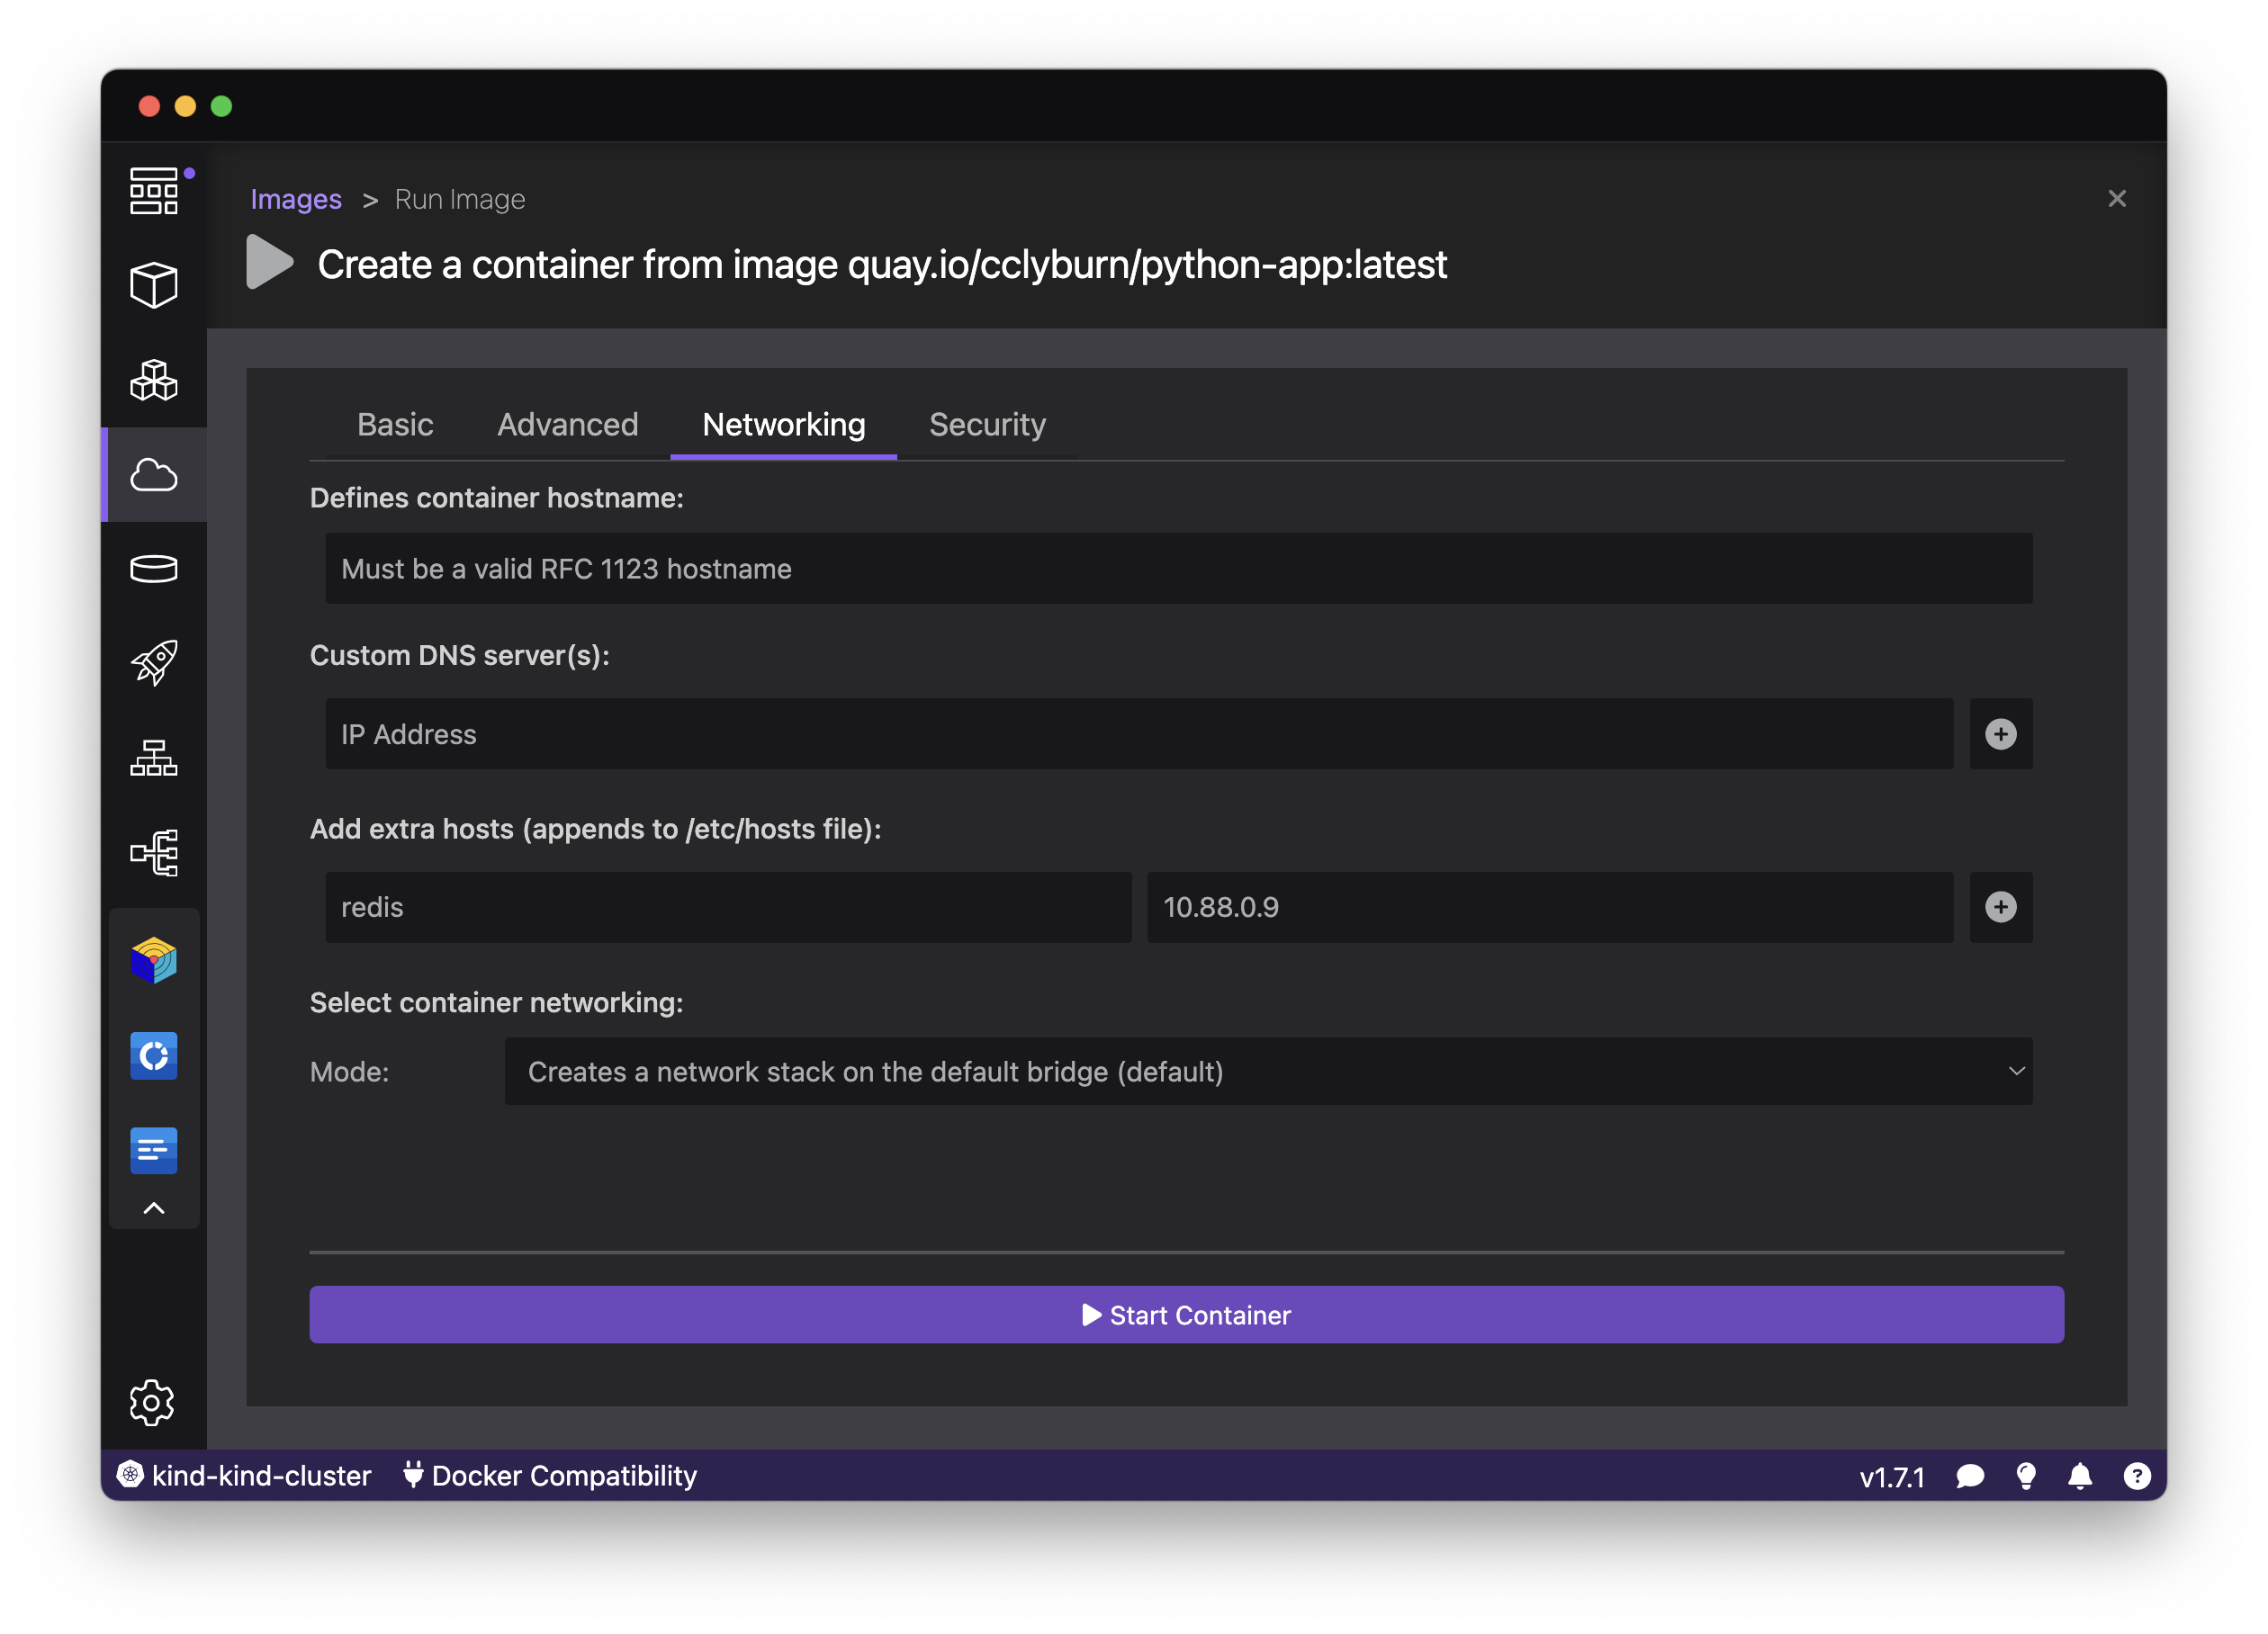 Images > Run Image
Create a container from image quay.io/cclyburn/python-app:latest
Basic Advanced Networking Security
Defines container hostname:
Must be a valid RFC 1123 hostname
Custom DNS server(s):
IP Address
Add extra hosts (appends to /etc/hosts file):
redis 10.88.0.9
Select container networking:
Mode: Creates a network stack on the default bridge (default)
Start Container
kind-kind-cluster Docker Compatibility v1.7.1